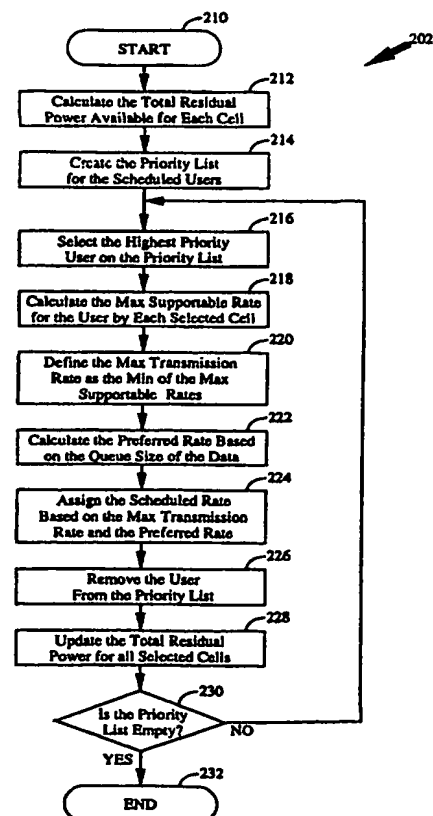 210
START
202
212
Calculate the Total Residual
Power Available for Each Cell
214
Create the Priority List
for the Scheduled Users
216
Select the Highest Priority
User on the Priority List
218
Calculate the Max Supportable Rate
for the User by Each Selected Cell
220
Define the Max Transmission
Rate as the Min of the Max
Supportable Rates
222
Calculate the Preferred Rate Based
on the Queue Size of the Data
224
Assign the Scheduled Rate
Based on the Max Transmission
Rate and the Preferred Rate
226
Remove the User
From the Priority List
228
Update the Total Residual
Power for all Selected Cells
230
Is the Priority
List Empty?
NO
YES
232
END